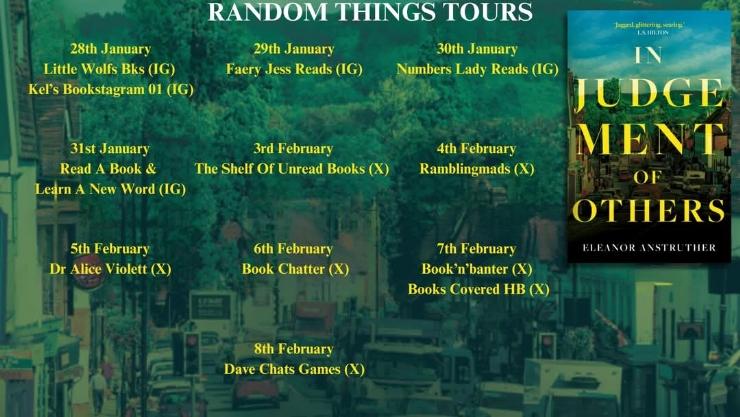 RANDOM THINGS TOURS
28th January
Little Wolfs Bks (IG)
Kel's Bookstagram 01 (IG)
29th January
Faery Jess Reads (IG)
30th January
Numbers Lady Reads (IG)
31st January
Read A Book &
Learn A New Word (IG)
3rd February
The Shelf Of Unread Books (X)
4th February
Ramblingmads (X)
5th February
Dr Alice Violett (X)
6th February
Book Chatter (X)
7th February
Book'n'banter (X)
Books Covered HB (X)
8th February
Dave Chats Games (X)
'Jagged, glittering, searing.'
L.S. HILTON
IN
JUDGE
MENT
OF
OTHERS
ELEANOR ANSTRUTHER